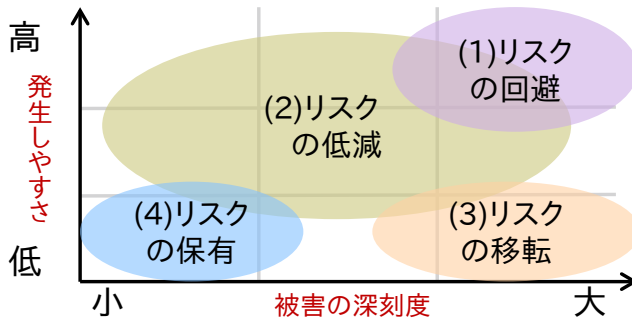 高
発生しやすさ
低
(1)リスク
の回避
(2)リスク
の低減
(4)リスク
の保有
(3)リスク
の移転
小
被害の深刻度
大